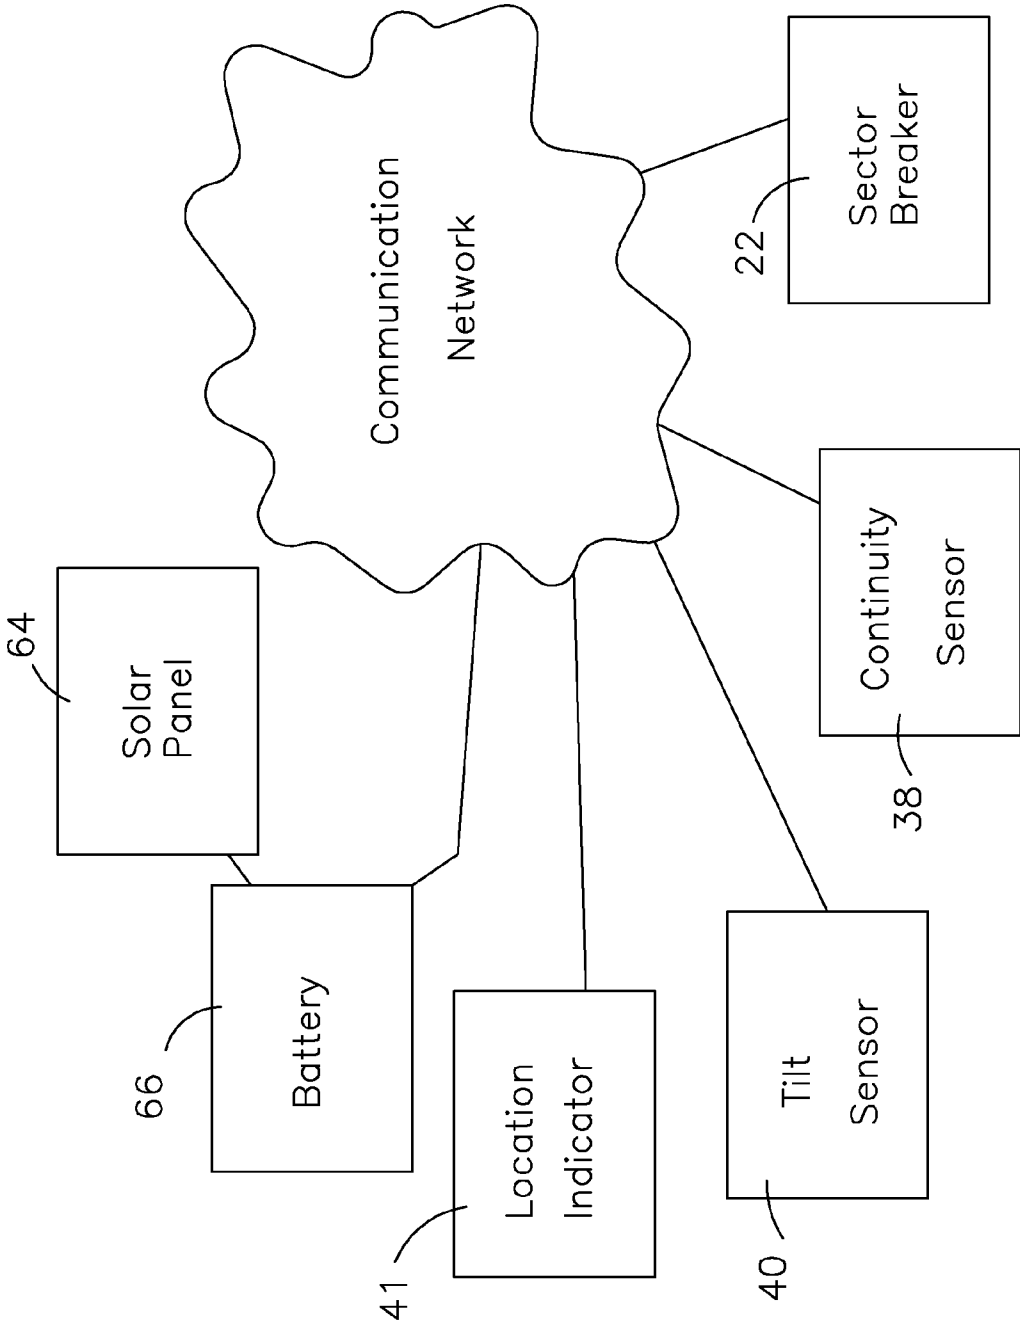 64
Solar
Panel
66
Battery
41
Location
Indicator
40
Tilt
Sensor
38
Continuity
Sensor
22
Sector
Breaker
Communication
Network